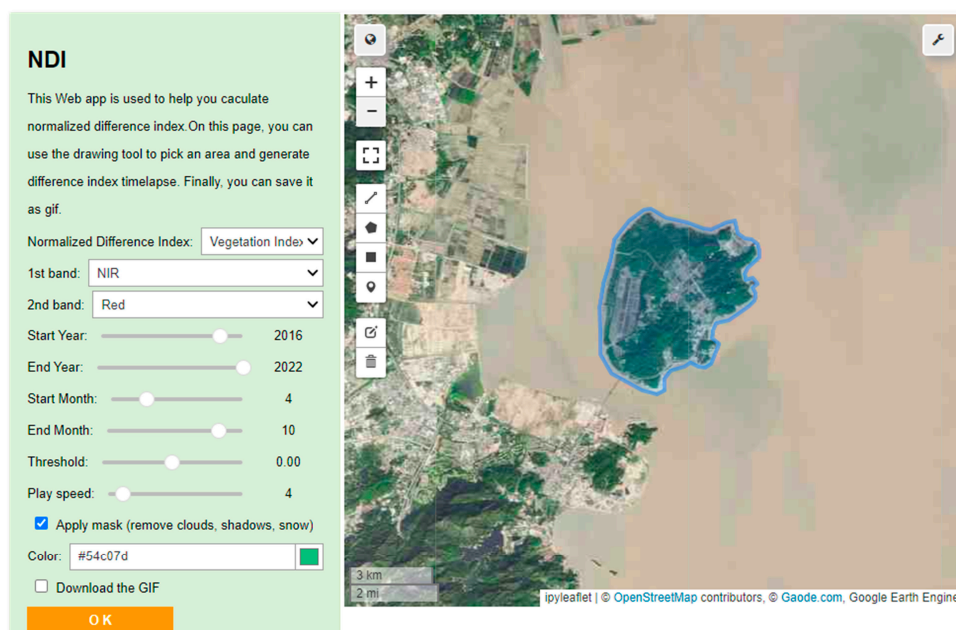 NDI
This Web app is used to help you caculate
normalized difference index.On this page, you can
use the drawing tool to pick an area and generate
difference index timelapse. Finally, you can save it
as gif.
Normalized Difference Index: Vegetation Index
1st band: NIR
2nd band: Red
Start Year: 2016
End Year: 2022
Start Month: 4
End Month: 10
Threshold: 0.00
Play speed: 4
Apply mask (remove clouds, shadows, snow)
Color: #54c07d
Download the GIF
OK
+
−
3 km
2 mi
ipyleaflet | © OpenStreetMap contributors, © Gaode.com, Google Earth Engine